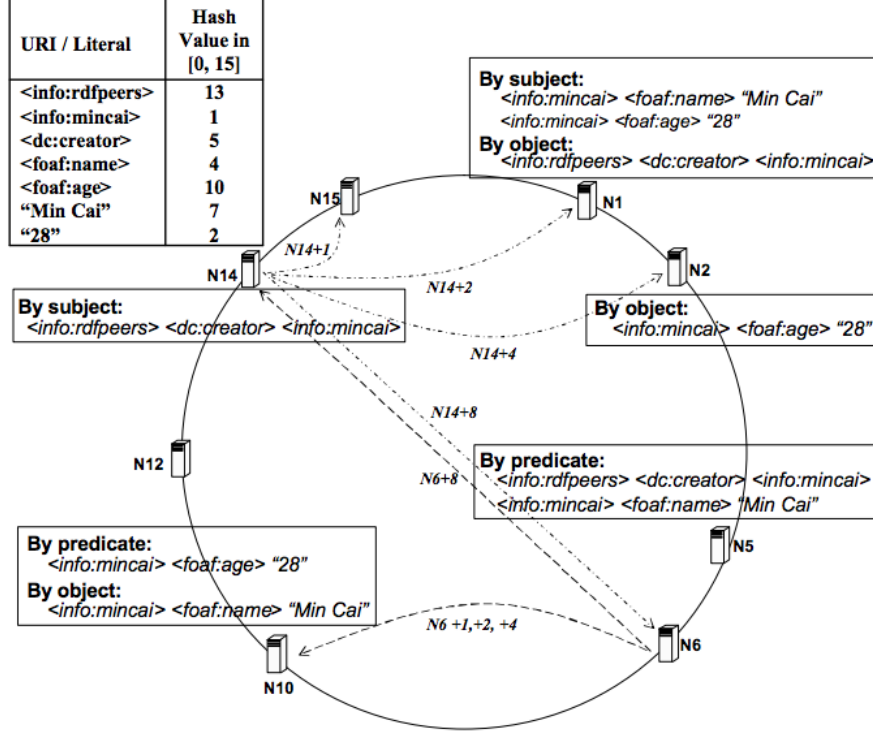 URI / Literal Hash Value in [0, 15]
<info:rdfpeers> 13
<info:mincai> 1
<dc:creator> 5
<foaf:name> 4
<foaf:age> 10
“Min Cai” 7
“28” 2
By subject:
<info:mincai> <foaf:name> “Min Cai”
<info:mincai> <foaf:age> “28”
By object:
<info:rdfpeers> <dc:creator> <info:mincai>
N15
N1
N14+1
N14
N2
N14+2
By subject:
<info:rdfpeers> <dc:creator> <info:mincai>
By object:
<info:mincai> <foaf:age> “28”
N14+4
N14+8
N12
N6+8
By predicate:
<info:rdfpeers> <dc:creator> <info:mincai>
<info:mincai> <foaf:name> “Min Cai”
By predicate:
<info:mincai> <foaf:age> “28”
By object:
<info:mincai> <foaf:name> “Min Cai”
N5
N6 +1,+2, +4
N6
N10